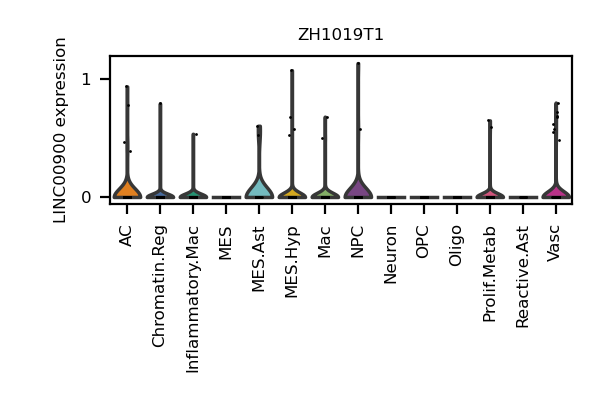 ZH1019T1
LINC00900 expression
1
0
AC
Chromatin.Reg
Inflammatory.Mac
MES
MES.Ast
MES.Hyp
Mac
NPC
Neuron
OPC
Oligo
Prolif.Metab
Reactive.Ast
Vasc